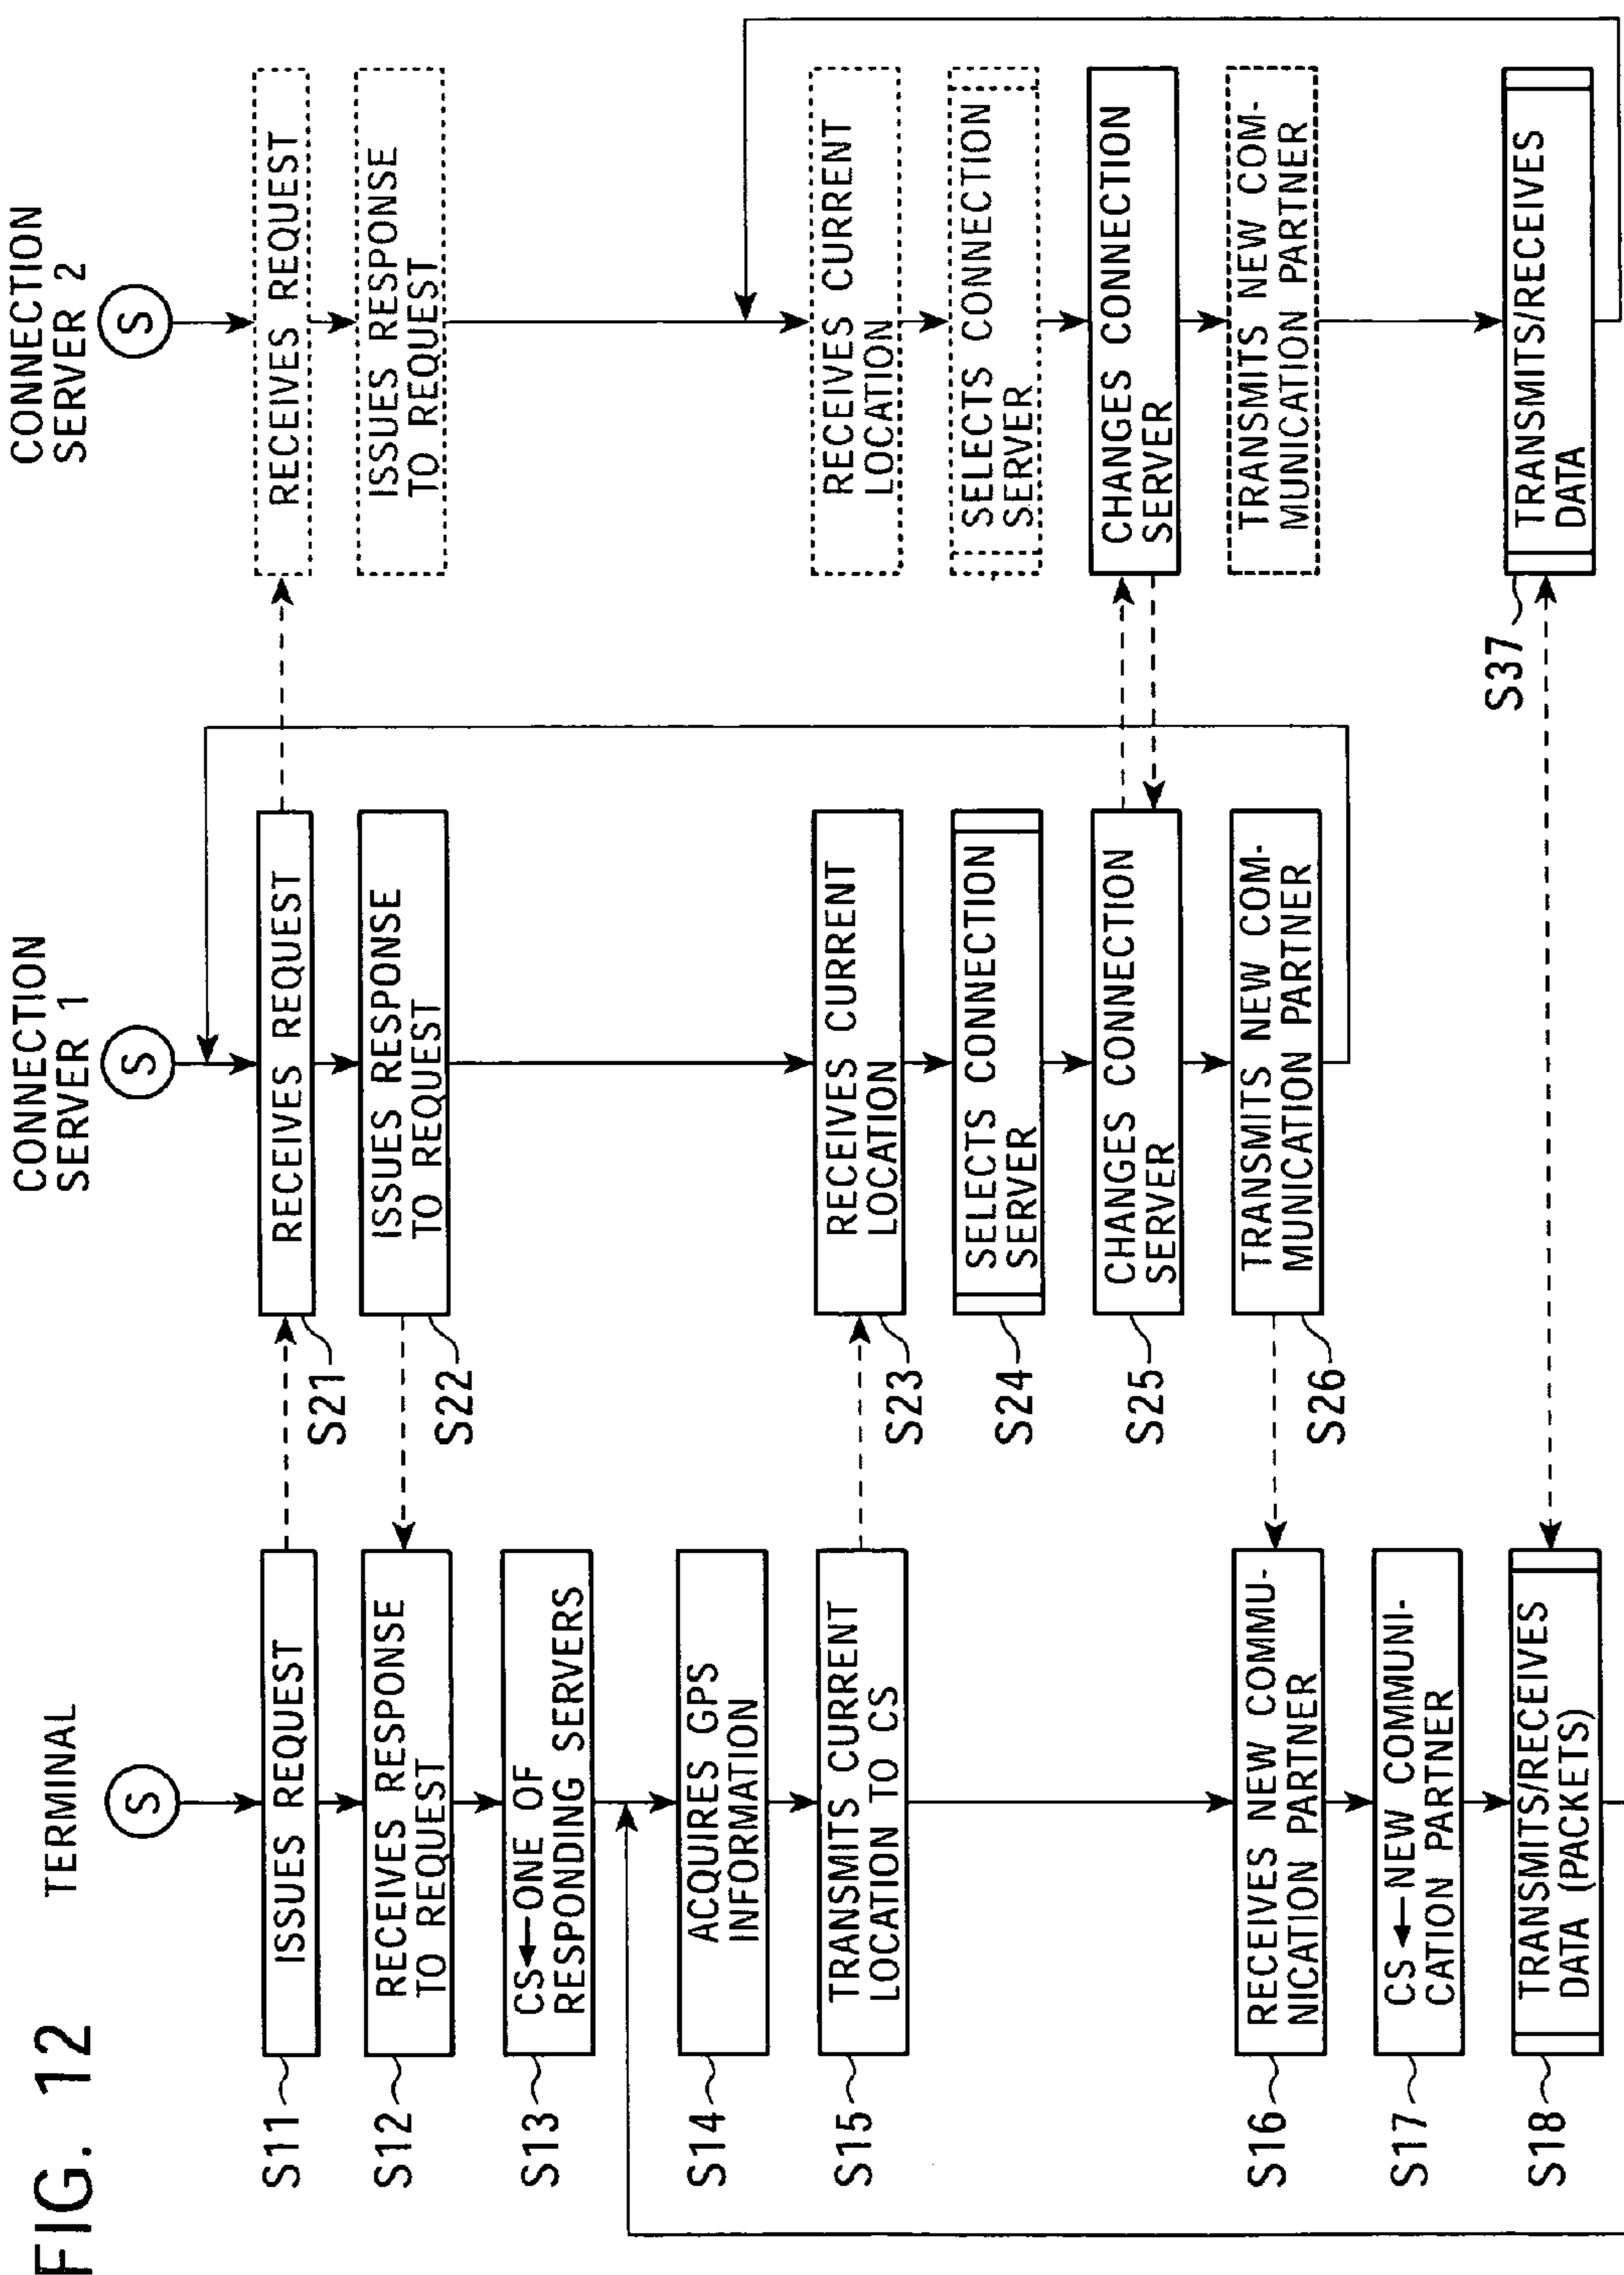 FIG. 12
TERMINAL
S
S11
ISSUES REQUEST
S12
RECEIVES RESPONSE
TO REQUEST
S13
CS←ONE OF
RESPONDING SERVERS
S14
ACQUIRES GPS
INFORMATION
S15
TRANSMITS CURRENT
LOCATION TO CS
S16
RECEIVES NEW COMMU-
NICATION PARTNER
S17
CS←NEW COMMUNI-
CATION PARTNER
S18
TRANSMITS/RECEIVES
DATA (PACKETS)
CONNECTION
SERVER 1
S
RECEIVES REQUEST
S21
ISSUES RESPONSE
TO REQUEST
S22
RECEIVES CURRENT
LOCATION
S23
SELECTS CONNECTION
SERVER
S24
CHANGES CONNECTION
SERVER
S25
TRANSMITS NEW COM-
MUNICATION PARTNER
S26
CONNECTION
SERVER 2
S
RECEIVES REQUEST
ISSUES RESPONSE
TO REQUEST
RECEIVES CURRENT
LOCATION
SELECTS CONNECTION
SERVER
CHANGES CONNECTION
SERVER
TRANSMITS NEW COM-
MUNICATION PARTNER
TRANSMITS/RECEIVES
DATA
S37